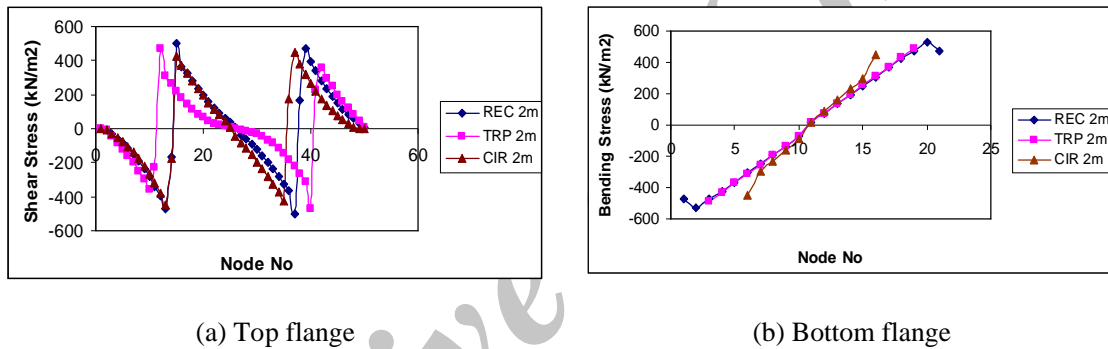 Shear Stress (kN/m2)
600
400
200
0
-200
-400
-600
0
20
40
60
Node No
REC 2m
TRP 2m
CIR 2m
Bending Stress (kN/m2)
600
400
200
0
-200
-400
-600
0
5
10
15
20
25
Node No
REC 2m
TRP 2m
CIR 2m
(a) Top flange
(b) Bottom flange
ive